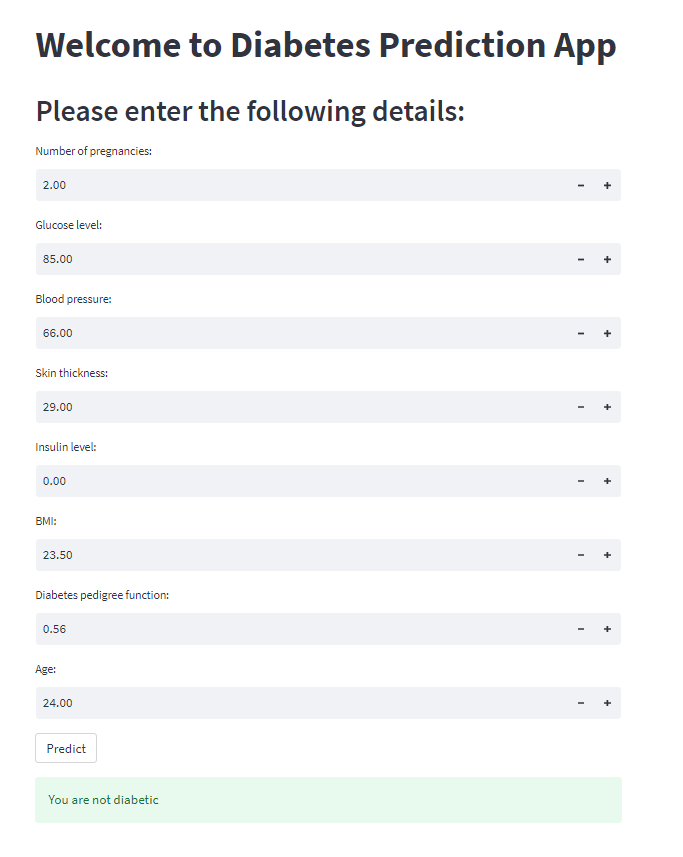 Welcome to Diabetes Prediction App
Please enter the following details:
Number of pregnancies:
2.00
Glucose level:
85.00
Blood pressure:
66.00
Skin thickness:
29.00
Insulin level:
0.00
BMI:
23.50
Diabetes pedigree function:
0.56
Age:
24.00
Predict
You are not diabetic